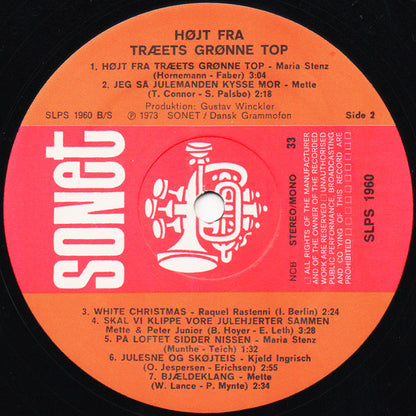 HØJT FRA
TRÆETS GRØNNE TOP
1. HØJT FRA TRÆETS GRØNNE TOP - Maria Stenz
(Hornemann - Faber) 3:04
2. JEG SÅ JULEMANDEN KYSSE MOR - Mette
(T. Connor - S. Palsbo) 2:18
Produktion: Gustav Winckler
SLPS 1960 B/S
Ⓟ 1973 SONET / Dansk Grammofon
Side 2
sonet
NCB STEREO/MONO 33
ALL RIGHTS OF THE MANUFACTURER
AND OF THE OWNER OF THE RECORDED
WORK ARE RESERVED | UNAUTHORISED
PUBLIC PERFORMANCE, BROADCASTING
AND COPYING OF THIS RECORD ARE
PROHIBITED
SLPS 1960
3. WHITE CHRISTMAS - Raquel Rastenni (I. Berlin) 2:24
4. SKAL VI KLIPPE VORE JULEHJERTER SAMMEN
Mette & Peter Junior (B. Hoyer - E. Leth) 3:28
5. PÅ LOFTET SIDDER NISSEN - Maria Stenz
(Munthe - Teich) 1:32
6. JULESNE OG SKØJTEIS - Kjeld Ingrisch
(O. Jespersen - Erichsen) 2:55
7. BJÆLDEKLANG - Mette
(W. Lance - P. Mynte) 2:34